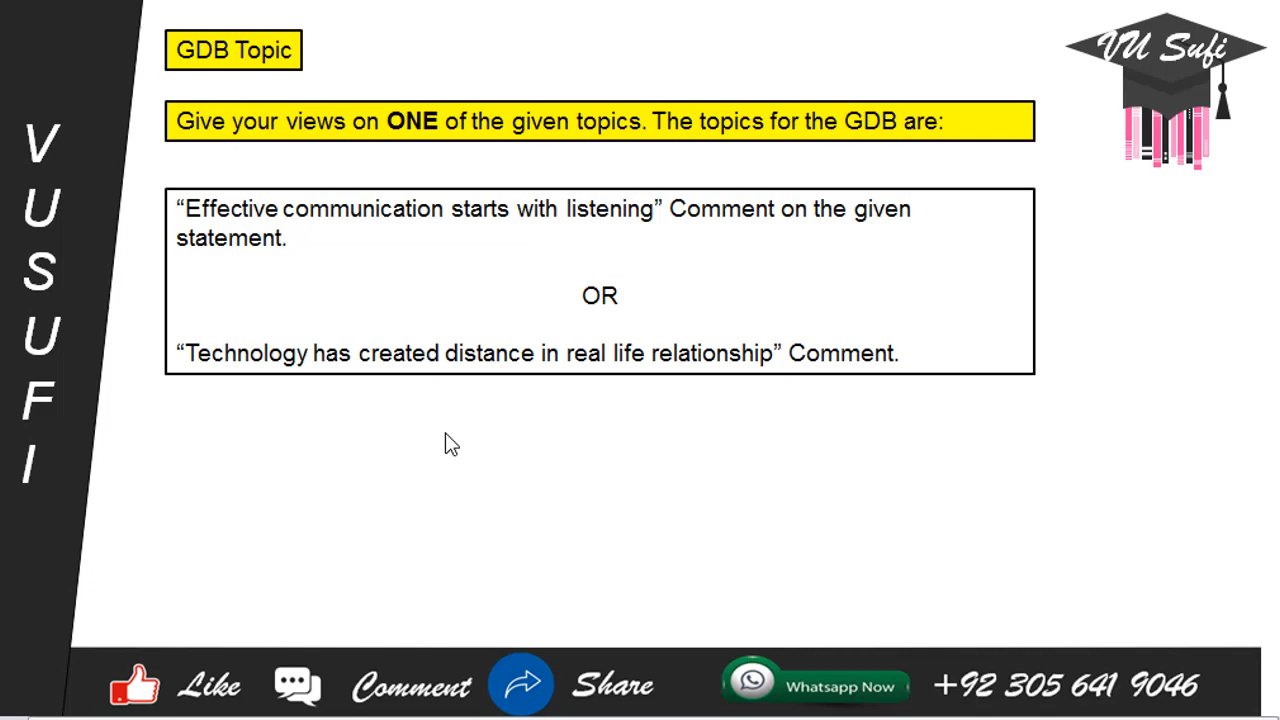 VU SUFI
GDB Topic
VU Sufi
Give your views on ONE of the given topics. The topics for the GDB are:
“Effective communication starts with listening” Comment on the given
statement.
OR
“Technology has created distance in real life relationship” Comment.
Like
Comment
Share
Whatsapp Now
+92 305 641 9046